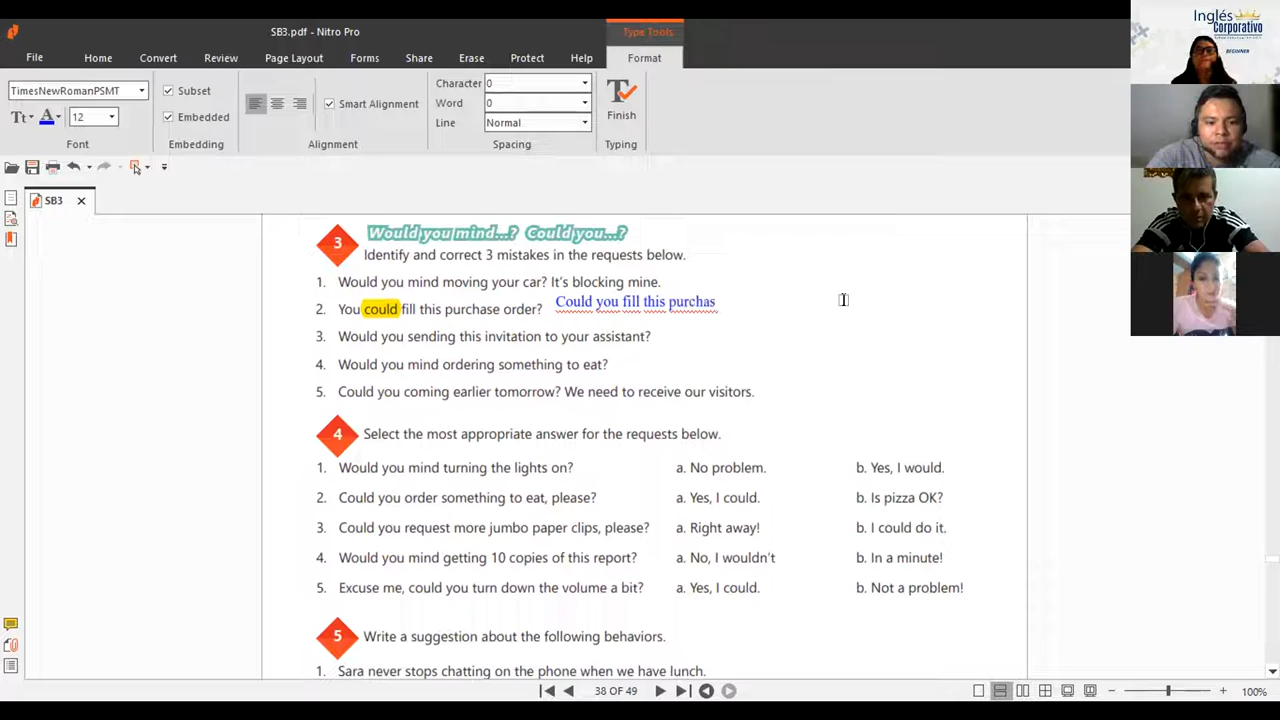 SB3.pdf - Nitro Pro
Type Tools
File Home Convert Review Page Layout Forms Share Erase Protect Help Format
TimesNewRomanPSMT
Subset
Smart Alignment
Character 0
Tt A 12
Embedded
Word 0
Line Normal
Finish
Font Embedding Alignment Spacing Typing
SB3
3 Would you mind...? Could you...?
Identify and correct 3 mistakes in the requests below.
1. Would you mind moving your car? It's blocking mine.
2. You could fill this purchase order? Could you fill this purchas
3. Would you sending this invitation to your assistant?
4. Would you mind ordering something to eat?
5. Could you coming earlier tomorrow? We need to receive our visitors.
4 Select the most appropriate answer for the requests below.
1. Would you mind turning the lights on? a. No problem. b. Yes, I would.
2. Could you order something to eat, please? a. Yes, I could. b. Is pizza OK?
3. Could you request more jumbo paper clips, please? a. Right away! b. I could do it.
4. Would you mind getting 10 copies of this report? a. No, I wouldn't b. In a minute!
5. Excuse me, could you turn down the volume a bit? a. Yes, I could. b. Not a problem!
5 Write a suggestion about the following behaviors.
1. Sara never stops chatting on the phone when we have lunch.
38 OF 49
100%
Inglés
Corporativo
BEGINNER